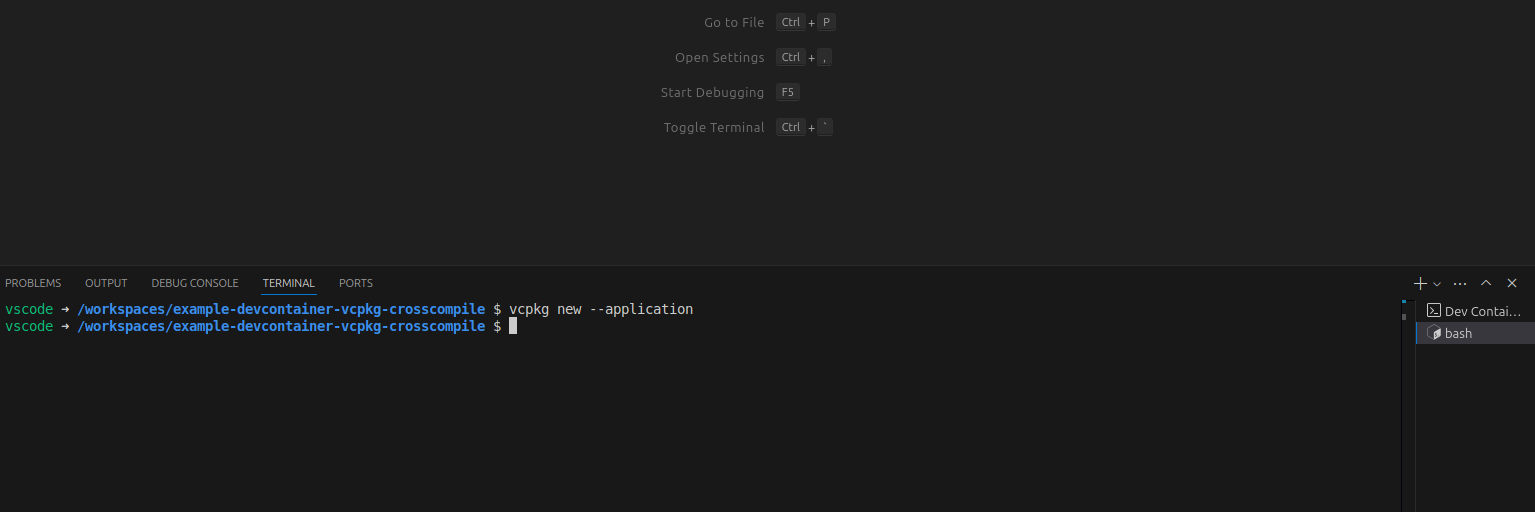 Go to File Ctrl + P
Open Settings Ctrl + ,
Start Debugging F5
Toggle Terminal Ctrl + `
PROBLEMS OUTPUT DEBUG CONSOLE TERMINAL PORTS
vscode ➜ /workspaces/example-devcontainer-vcpkg-crosscompile $ vcpkg new --application
vscode ➜ /workspaces/example-devcontainer-vcpkg-crosscompile $
Dev Contai...
bash